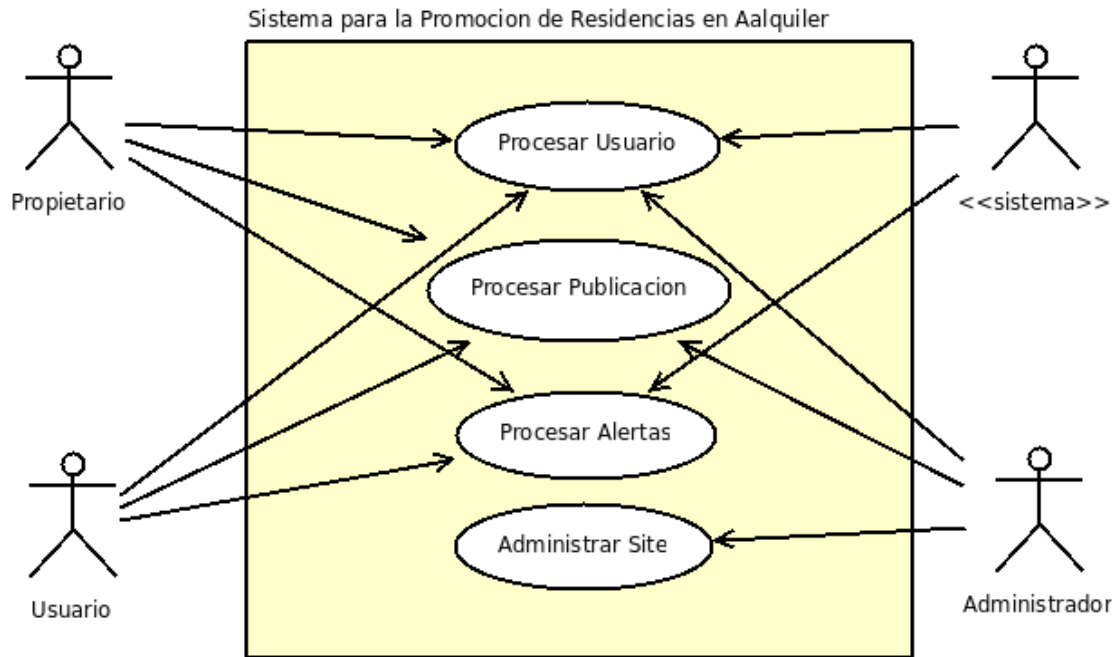 Sistema para la Promocion de Residencias en Aalquiler
Procesar Usuario
Propietario
<<sistema>>
Procesar Publicacion
Procesar Alertas
Administrar Site
Usuario
Administrador